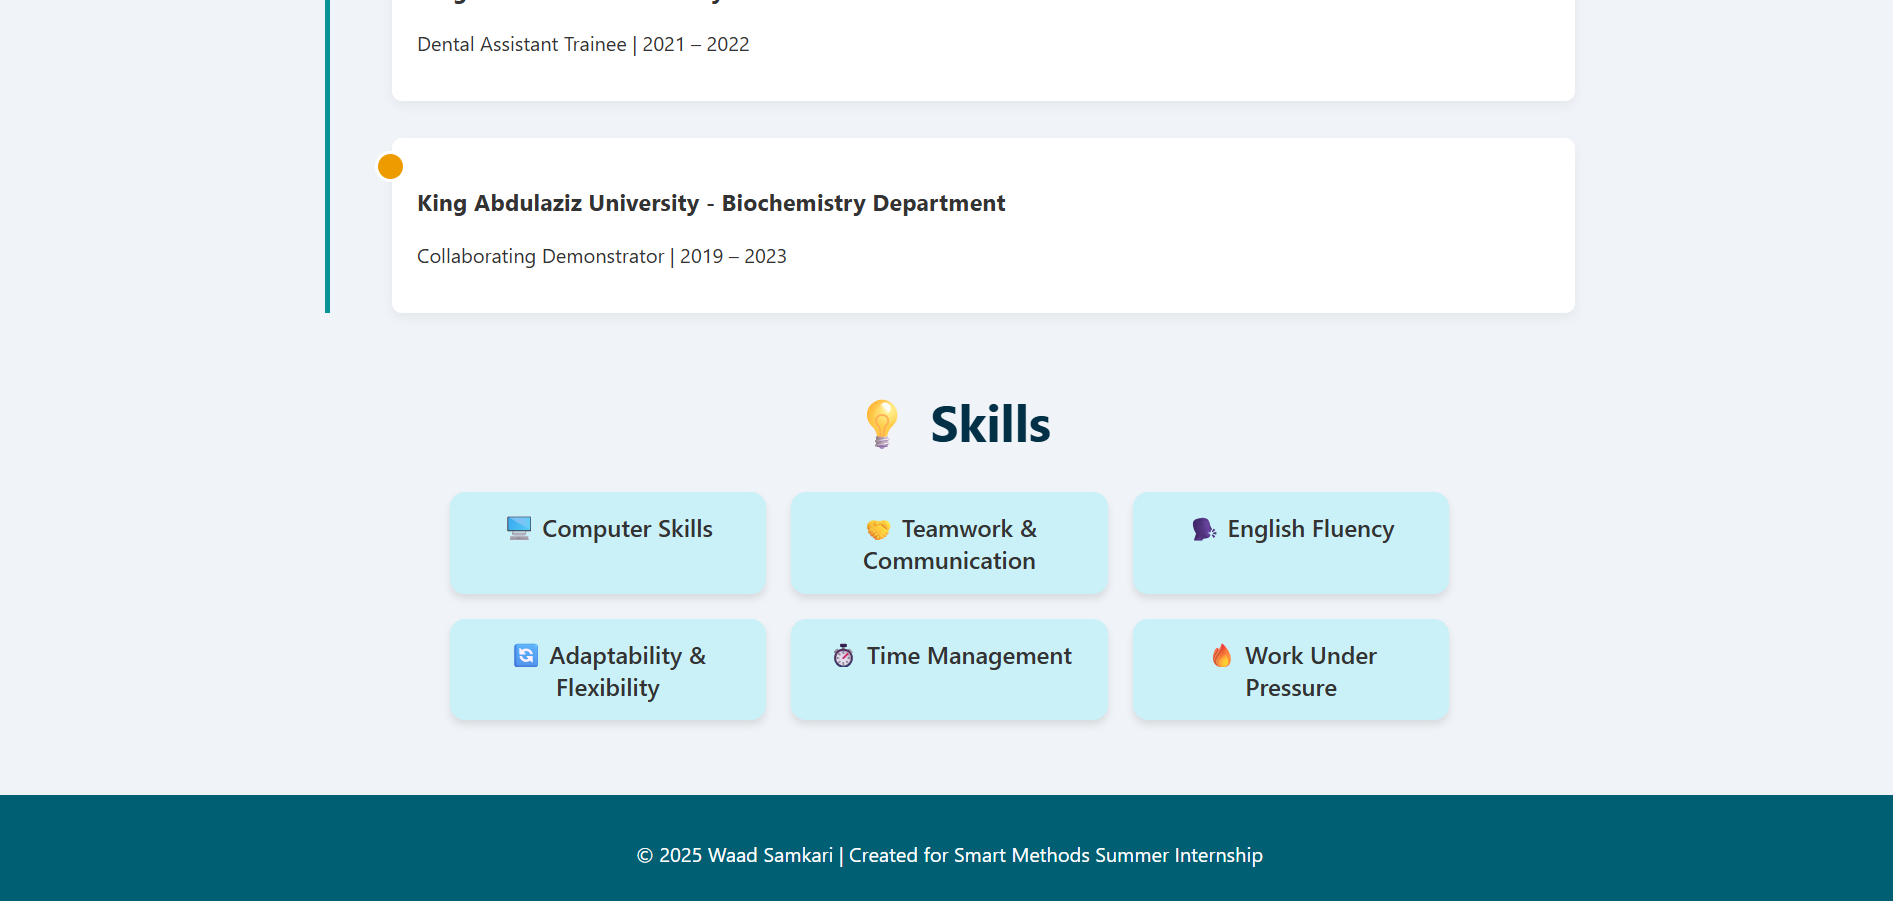 Dental Assistant Trainee | 2021 – 2022
King Abdulaziz University - Biochemistry Department
Collaborating Demonstrator | 2019 – 2023
Skills
Computer Skills
Teamwork &
Communication
English Fluency
Adaptability &
Flexibility
Time Management
Work Under
Pressure
© 2025 Waad Samkari | Created for Smart Methods Summer Internship